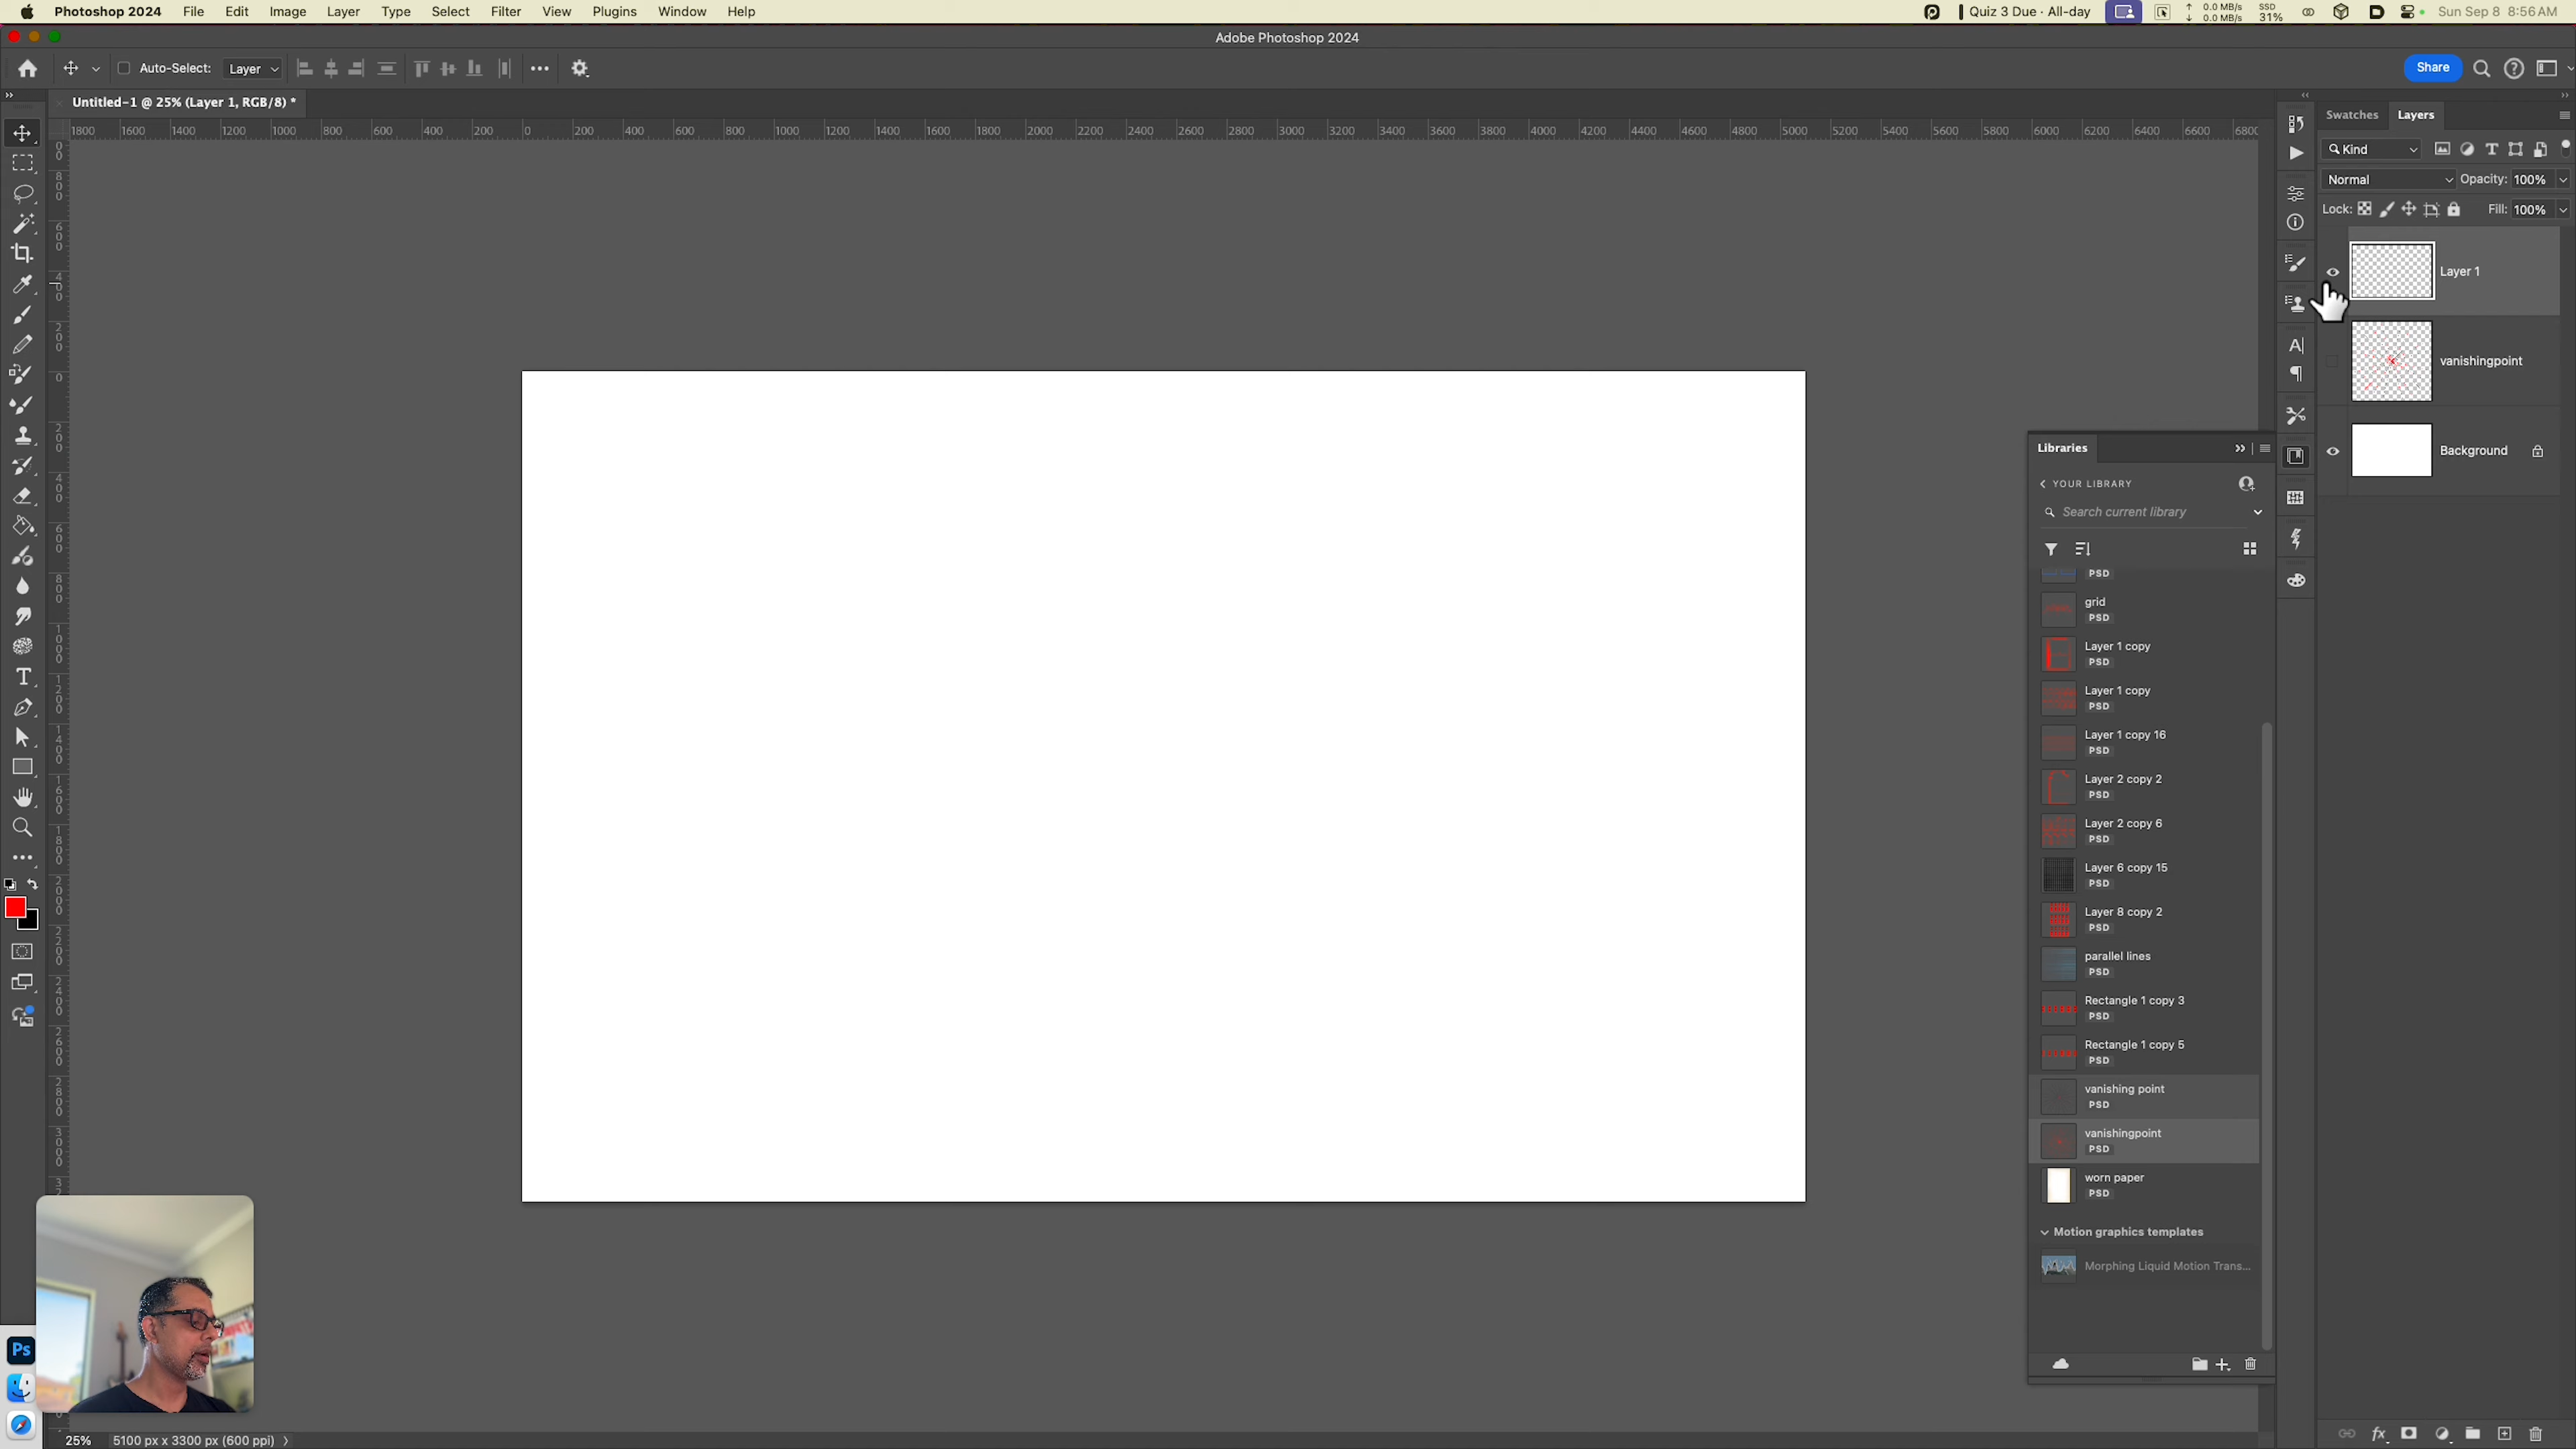 Photoshop 2024 File Edit Image Layer Type Select Filter View Plugins Window Help Quiz 3 Due · All-day 0.0 MB/s 0.0 MB/s SSD 31% Sun Sep 8 8:56 AM
Adobe Photoshop 2024
Auto-Select: Layer Share
Untitled-1 @ 25% (Layer 1, RGB/8) *
Swatches Layers
1800 1600 1400 1200 1000 800 600 400 200 0 200 400 600 800 1000 1200 1400 1600 1800 2000 2200 2400 2600 2800 3000 3200 3400 3600 3800 4000 4200 4400 4600 4800 5000 5200 5400 5600 5800 6000 6200 6400 6600 6800
Kind
Normal Opacity: 100%
Lock: Fill: 100%
Layer 1
vanishingpoint
Background
Libraries
YOUR LIBRARY
Search current library
PSD
grid
PSD
Layer 1 copy
PSD
Layer 1 copy
PSD
Layer 1 copy 16
PSD
Layer 2 copy 2
PSD
Layer 2 copy 6
PSD
Layer 6 copy 15
PSD
Layer 8 copy 2
PSD
parallel lines
PSD
Rectangle 1 copy 3
PSD
Rectangle 1 copy 5
PSD
vanishing point
PSD
vanishingpoint
PSD
worn paper
PSD
Motion graphics templates
Morphing Liquid Motion Trans...
Ps
25% 5100 px x 3300 px (600 ppi)